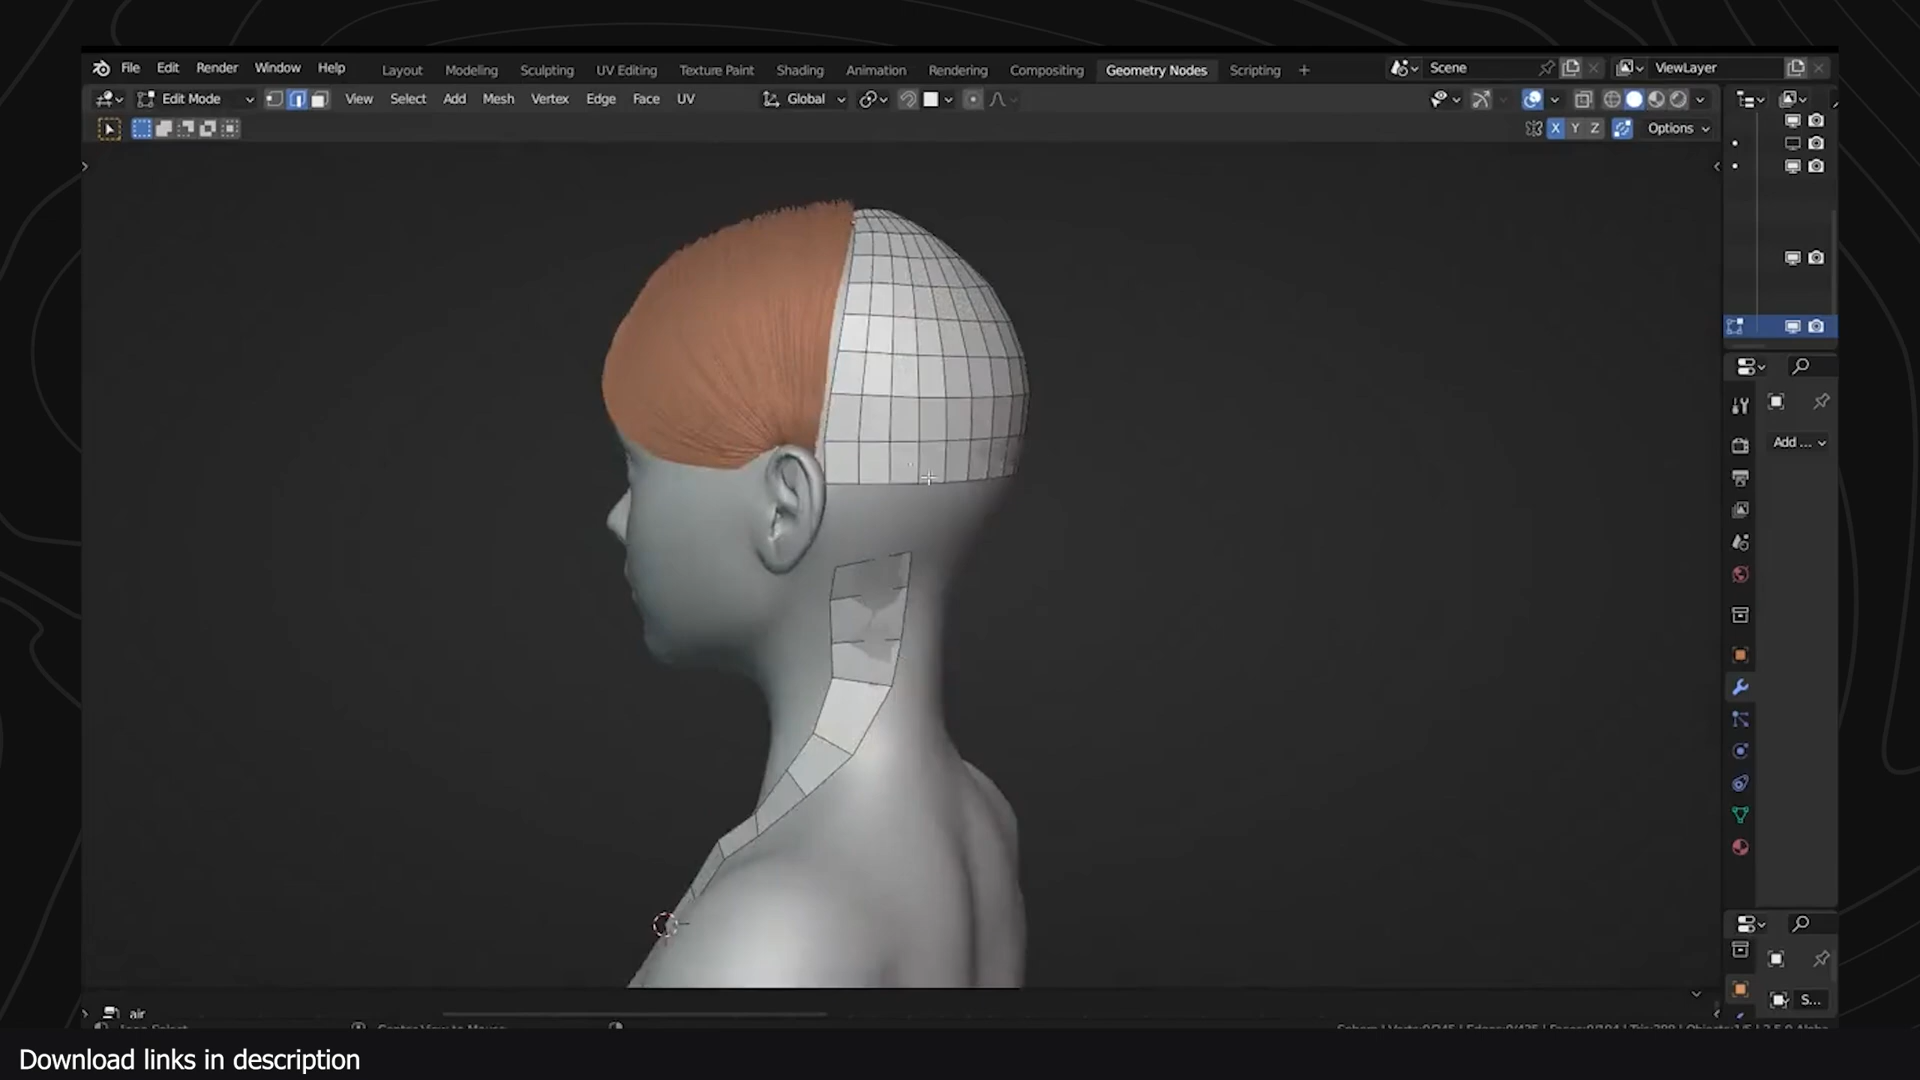 File Edit Render Window Help Layout Modeling Sculpting UV Editing Texture Paint Shading Animation Rendering Compositing Geometry Nodes Scripting + Scene ViewLayer
Edit Mode View Select Add Mesh Vertex Edge Face UV Global
X Y Z Options
Add ...
S...
air
Download links in description